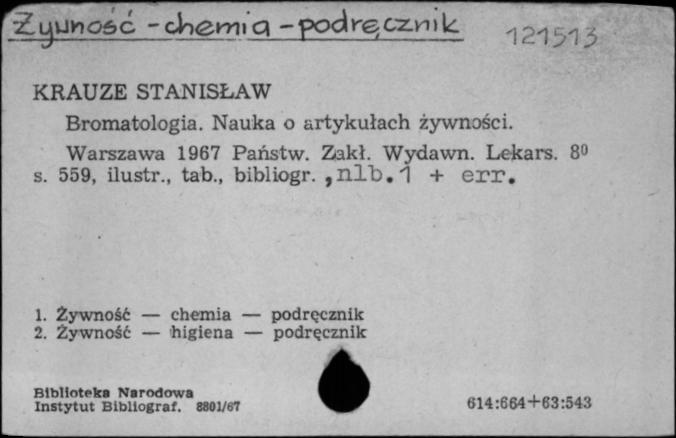 Żywność - chemia - podręcznik 121513
KRAUZE STANISŁAW
Bromatologia. Nauka o artykułach żywności.
Warszawa 1967 Państw. Zakł. Wydawn. Lekars. 8⁰
s. 559, ilustr., tab., bibliogr. ,nlb.1 + err.
1. Żywność — chemia — podręcznik
2. Żywność — higiena — podręcznik
Biblioteka Narodowa
Instytut Bibliograf. 8801/67
614:664+63:543